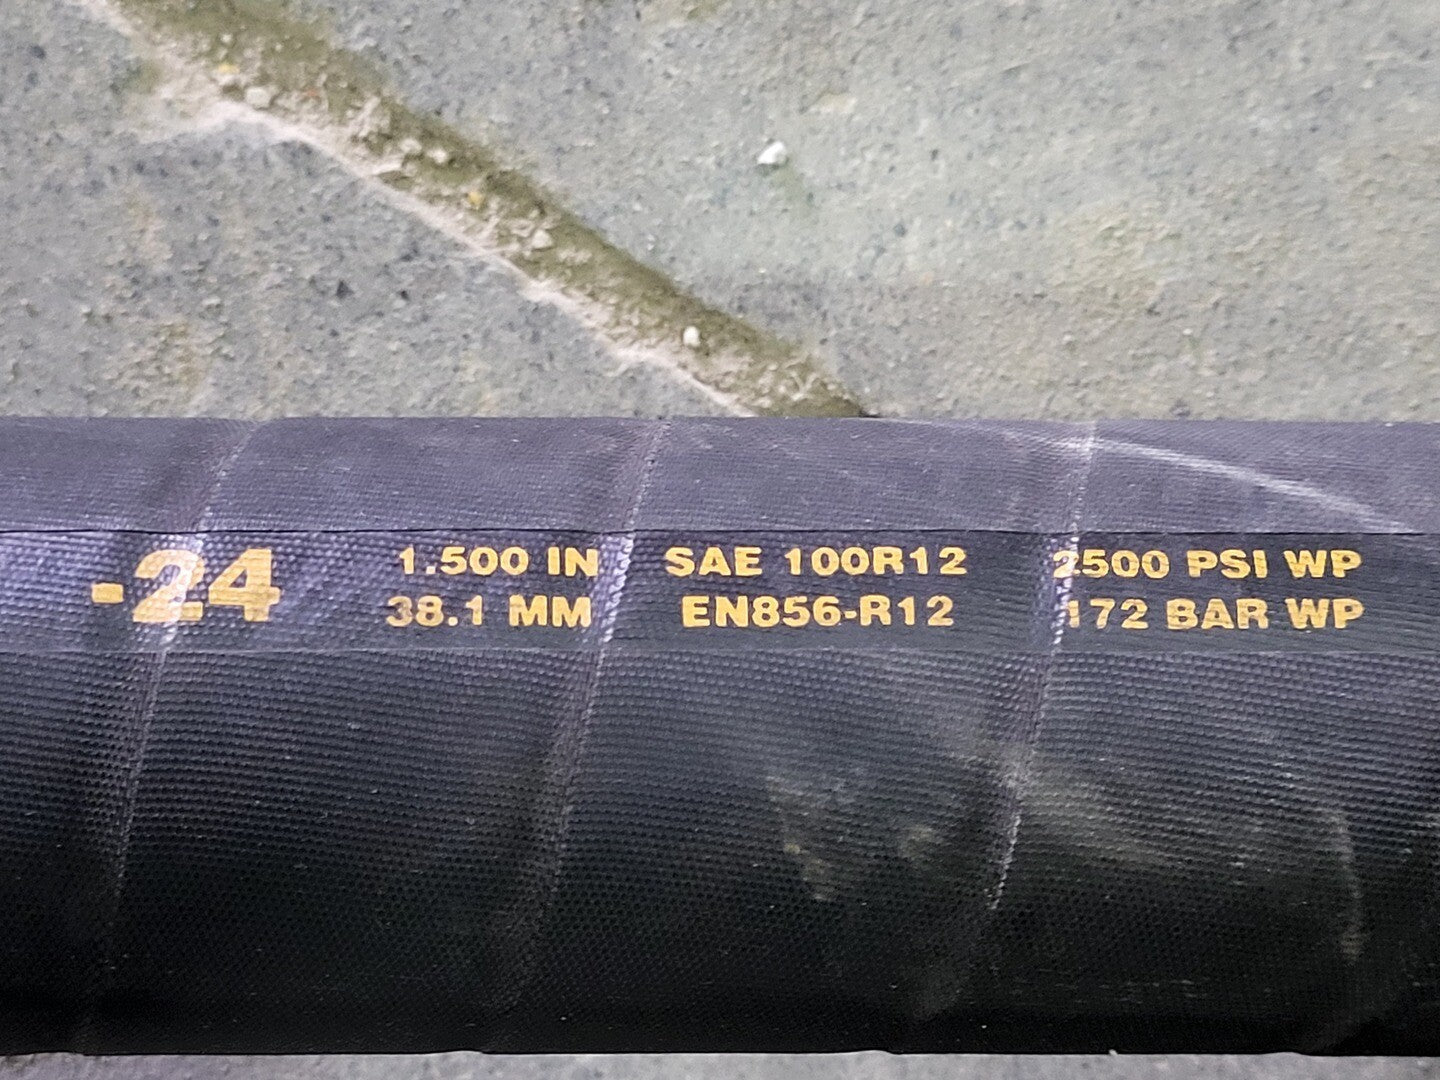 -24
1.500 IN SAE 100R12 2500 PSI WP
38.1 MM EN856-R12 172 BAR WP